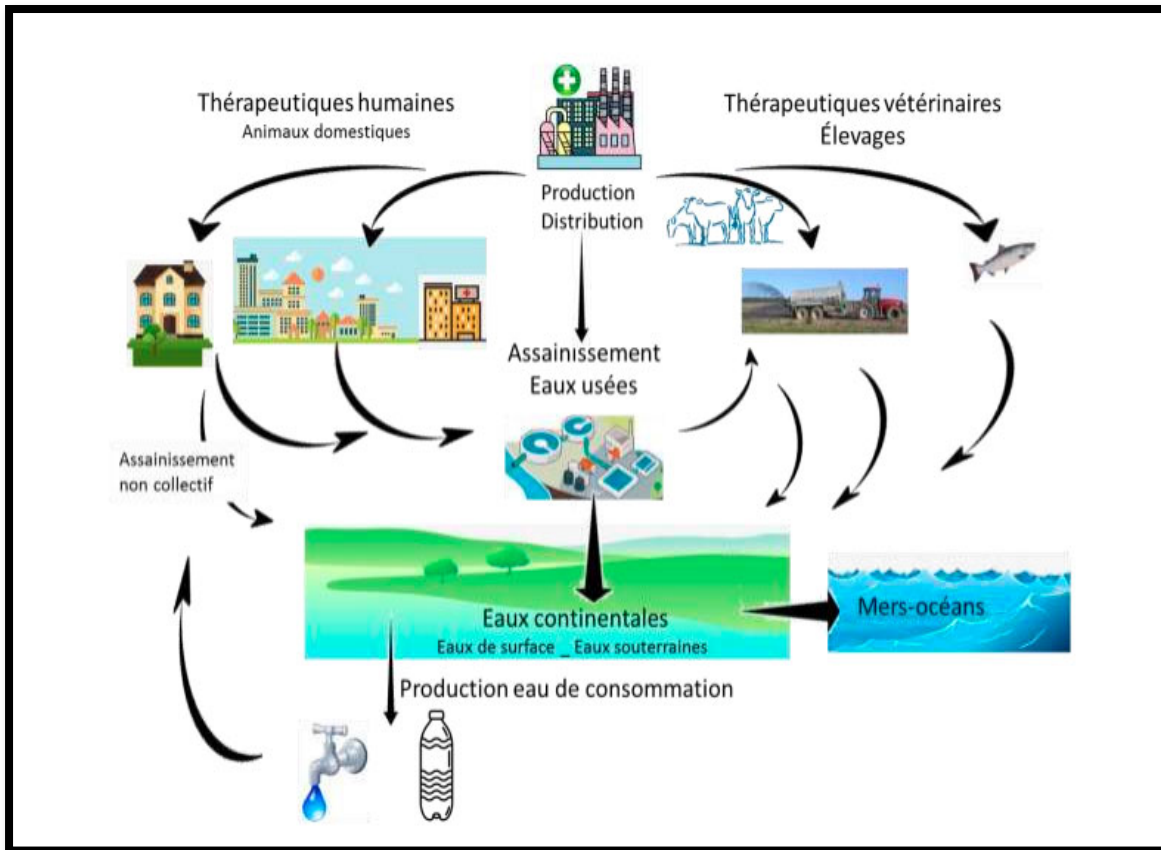 Thérapeutiques humaines
Animaux domestiques
Thérapeutiques vétérinaires
Élevages
Production
Distribution
Assainissement
Eaux usées
Assainissement
non collectif
Eaux continentales
Eaux de surface _ Eaux souterraines
Mers-océans
Production eau de consommation